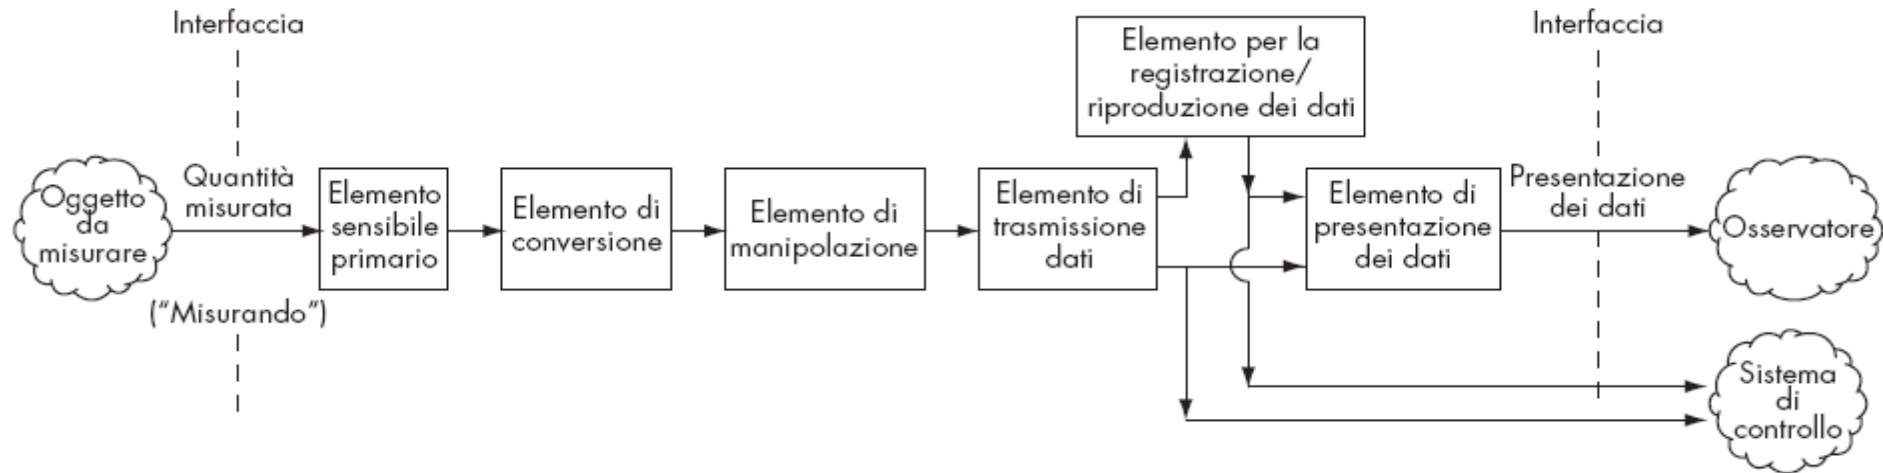 Interfaccia
Oggetto
da
misurare
Quantità
misurata
("Misurando")
Elemento
sensibile
primario
Elemento di
conversione
Elemento di
manipolazione
Elemento di
trasmissione
dati
Elemento per la
registrazione/
riproduzione dei dati
Elemento di
presentazione
dei dati
Interfaccia
Presentazione
dei dati
Osservatore
Sistema
di
controllo